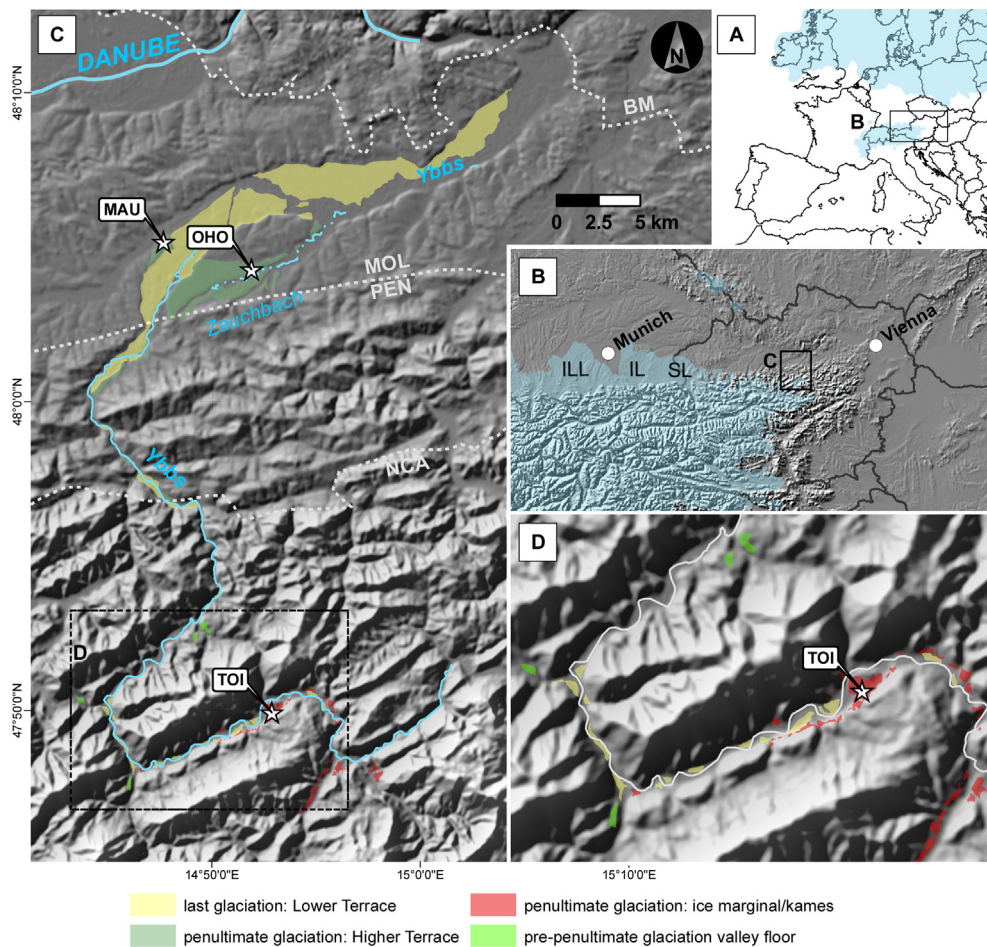 C
DANUBE
N
A
B
48°10'0"N
BM
Ybbs
0 2.5 5 km
MAU
OHO
MOL
PEN
Zauchbach
B
Munich
Vienna
C
ILL
IL
SL
48°0'0"N
Ybbs
NCA
D
D
TOI
TOI
47°50'0"N
14°50'0"E
15°0'0"E
15°10'0"E
last glaciation: Lower Terrace
penultimate glaciation: ice marginal/kames
penultimate glaciation: Higher Terrace
pre-penultimate glaciation valley floor